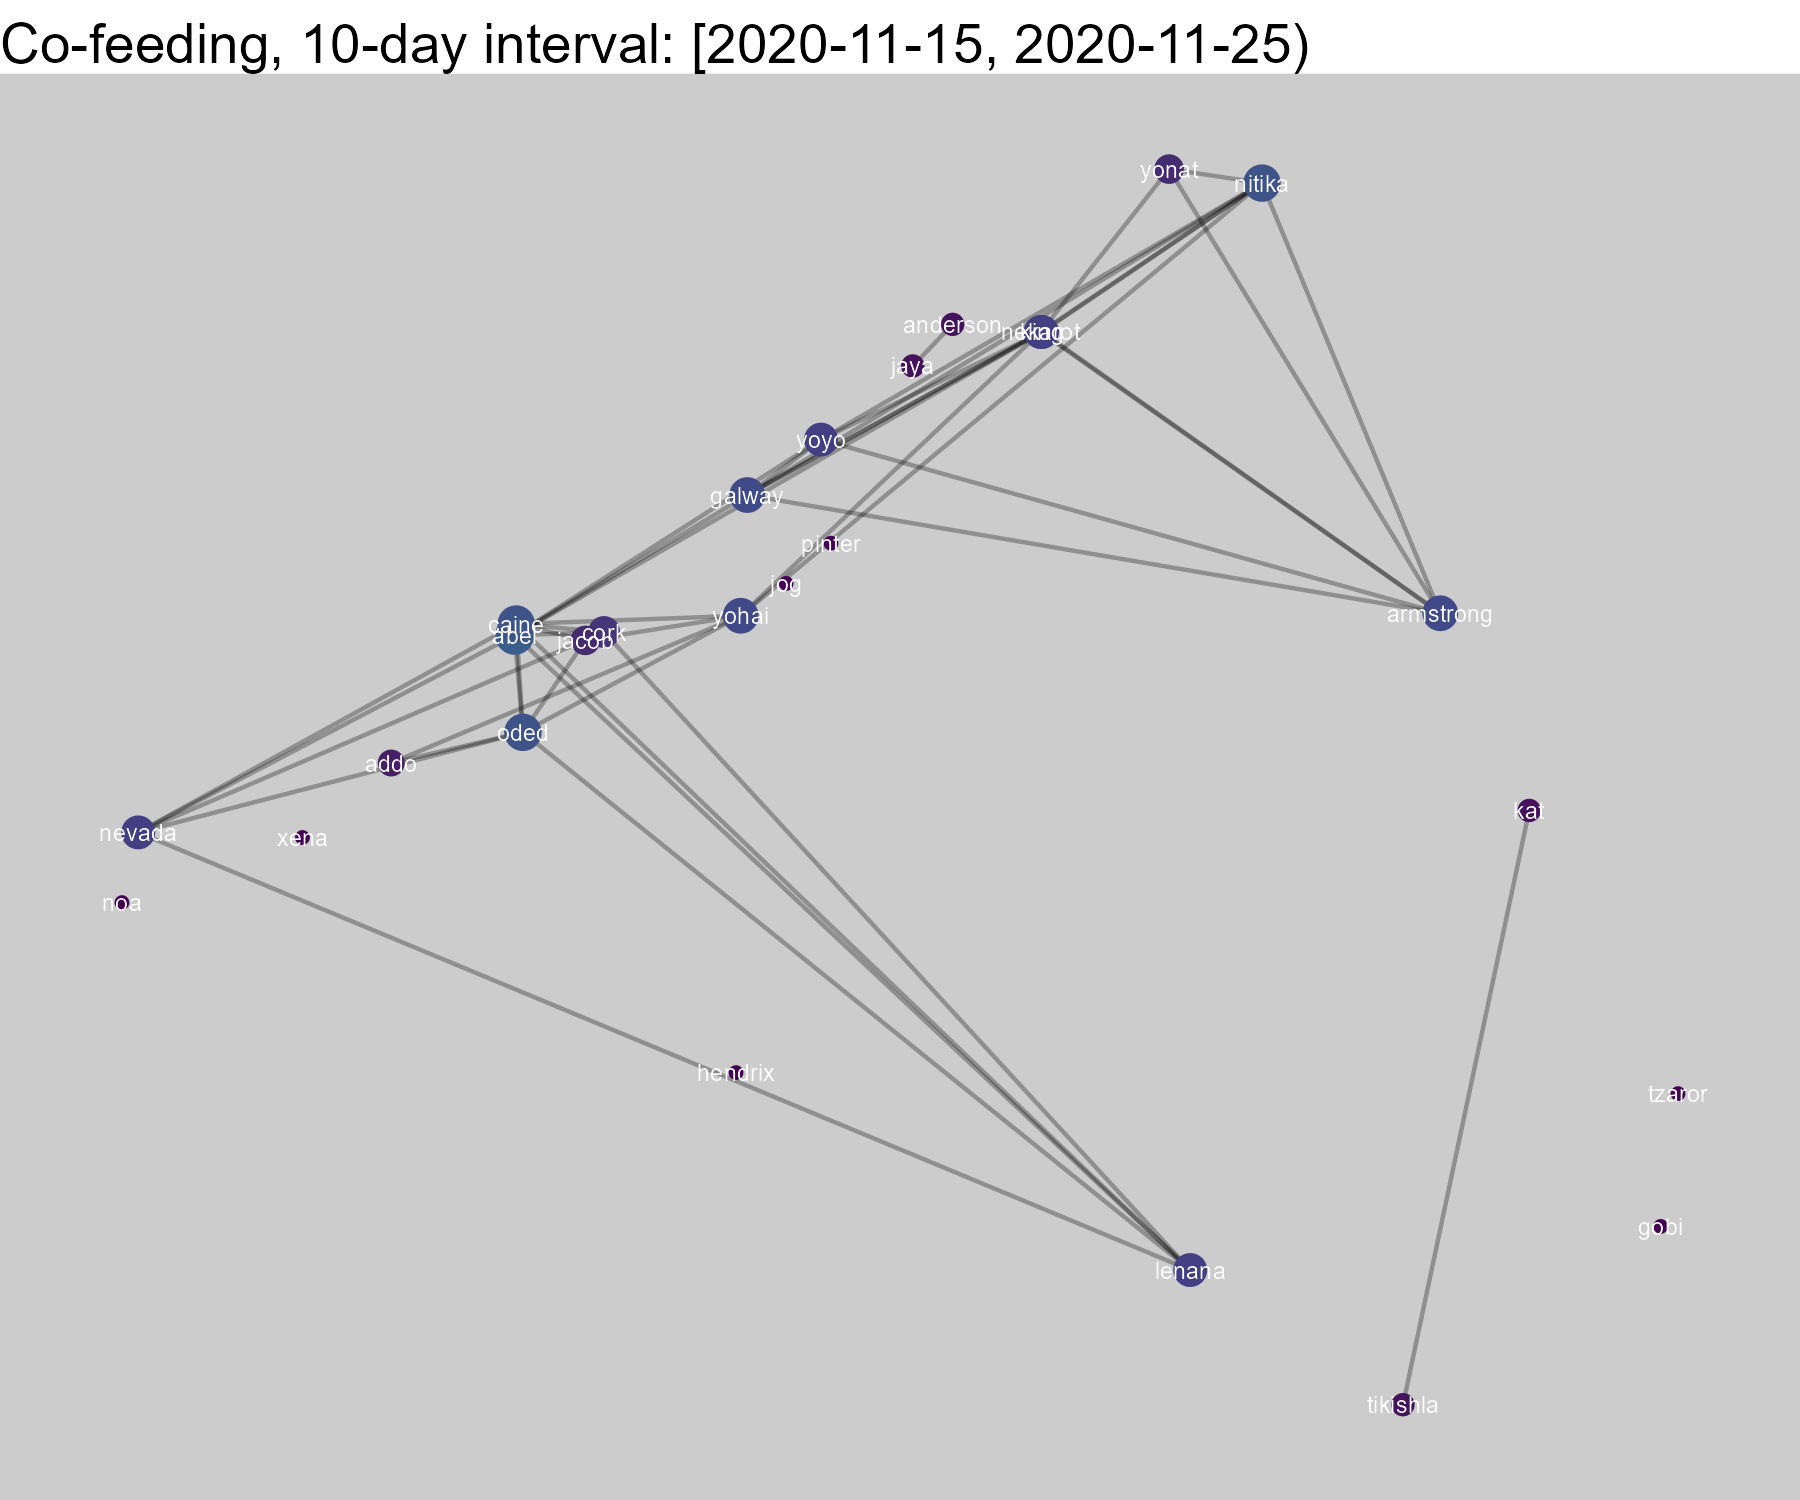 Co-feeding, 10-day interval: [2020-11-15, 2020-11-25)
yonat
nitika
anderson
king
jaya
yoyo
galway
pinter
jog
yohai
armstrong
caine
abel
jacob
cork
oded
addo
kat
nevada
xena
noa
hendrix
tzaror
gobi
lenana
tikishla